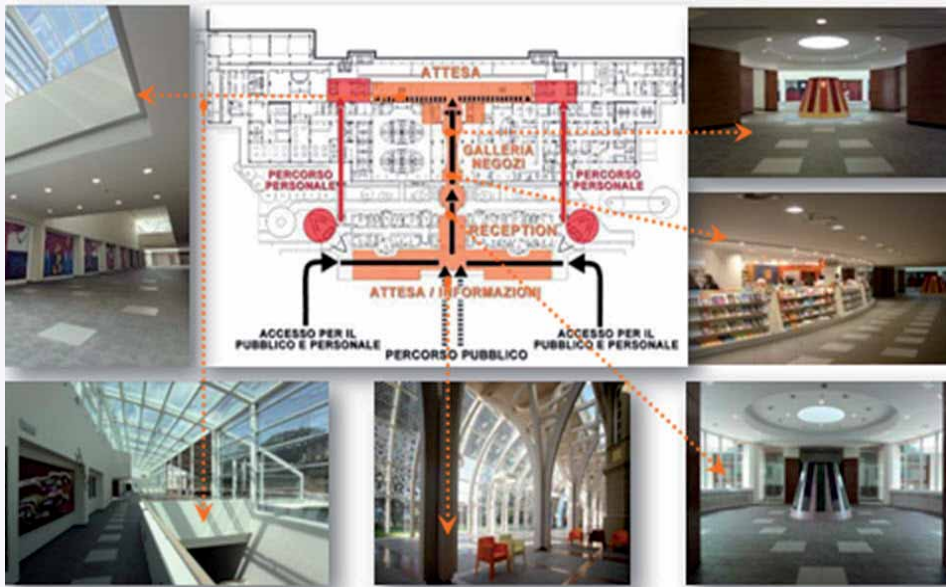 ATTESA
GALLERIA
NEGOZI
PERCORSO
PERSONALE
PERCORSO
PERSONALE
RECEPTION
ATTESA / INFORMAZIONI
ACCESSO PER IL
PUBBLICO E PERSONALE
PERCORSO PUBBLICO
ACCESSO PER IL
PUBBLICO E PERSONALE